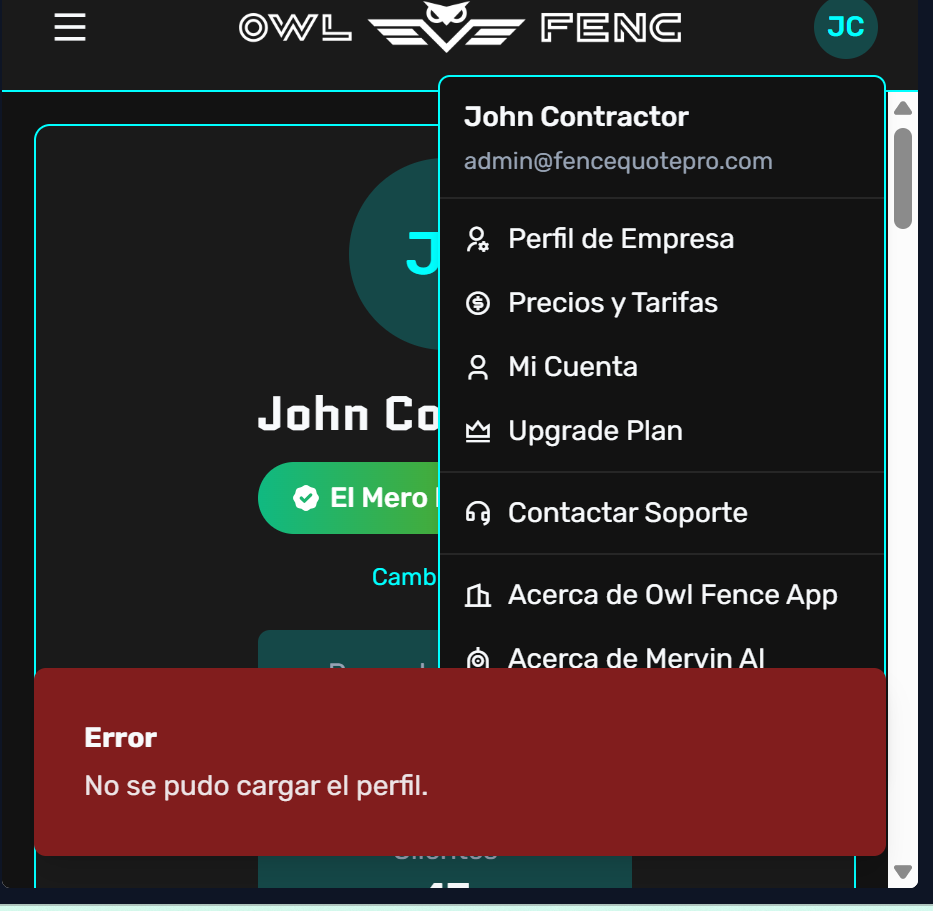 OWL FENC
JC
John Contractor
admin@fencequotepro.com
Perfil de Empresa
Precios y Tarifas
Mi Cuenta
Upgrade Plan
Contactar Soporte
Acerca de Owl Fence App
Acerca de Mervin AI
J
John Co
El Mero
Camb
Error
No se pudo cargar el perfil.
Clientes